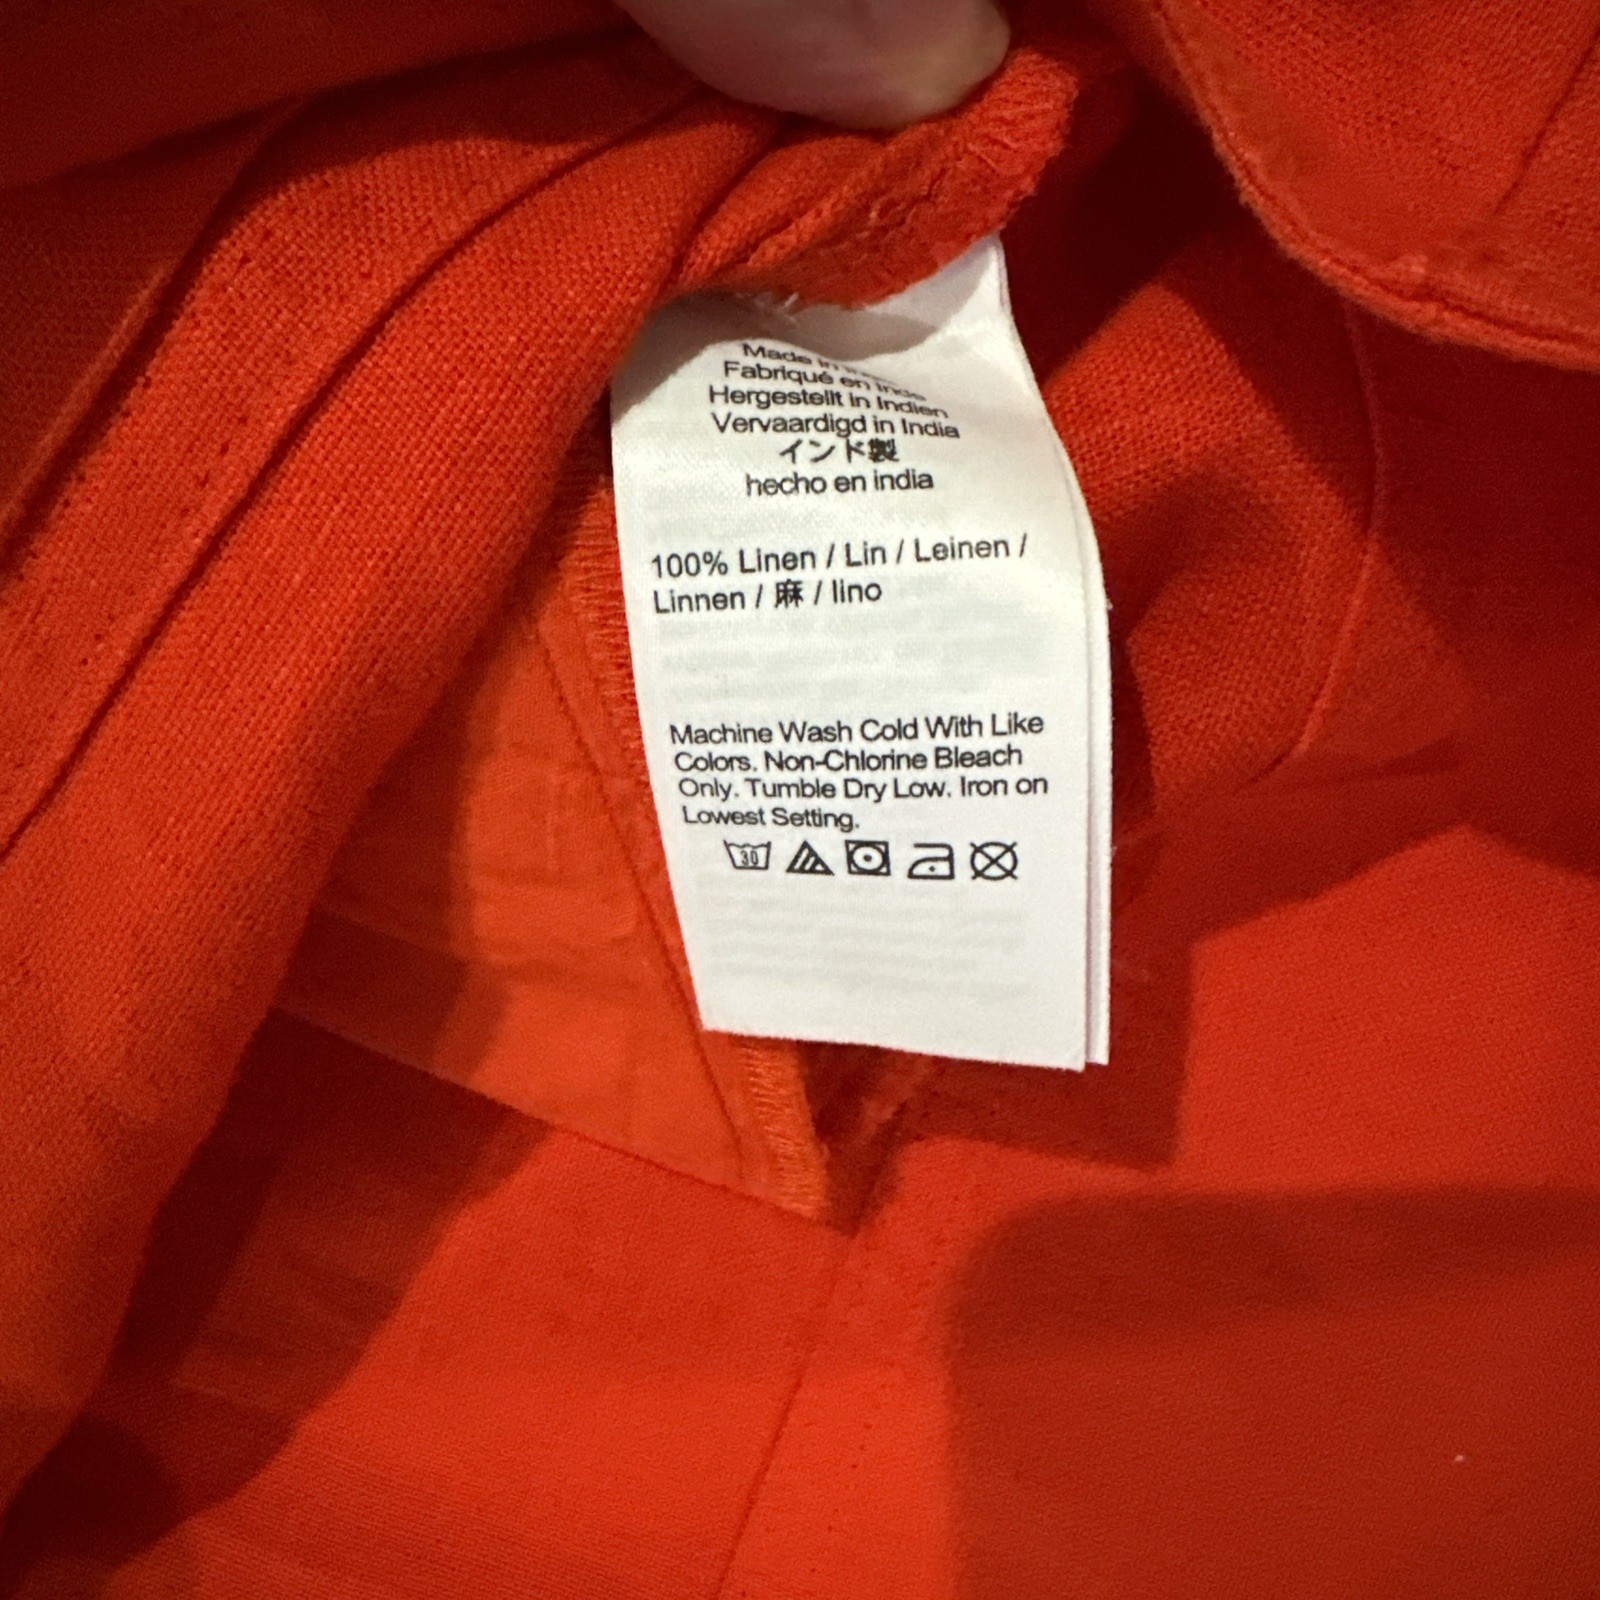 Made in
Fabriqué en Inde
Hergestellt in Indien
Vervaardigd in India
インド製
hecho en india
100% Linen / Lin / Leinen /
Linnen / 麻 / lino
Machine Wash Cold With Like
Colors. Non-Chlorine Bleach
Only. Tumble Dry Low. Iron on
Lowest Setting.
30